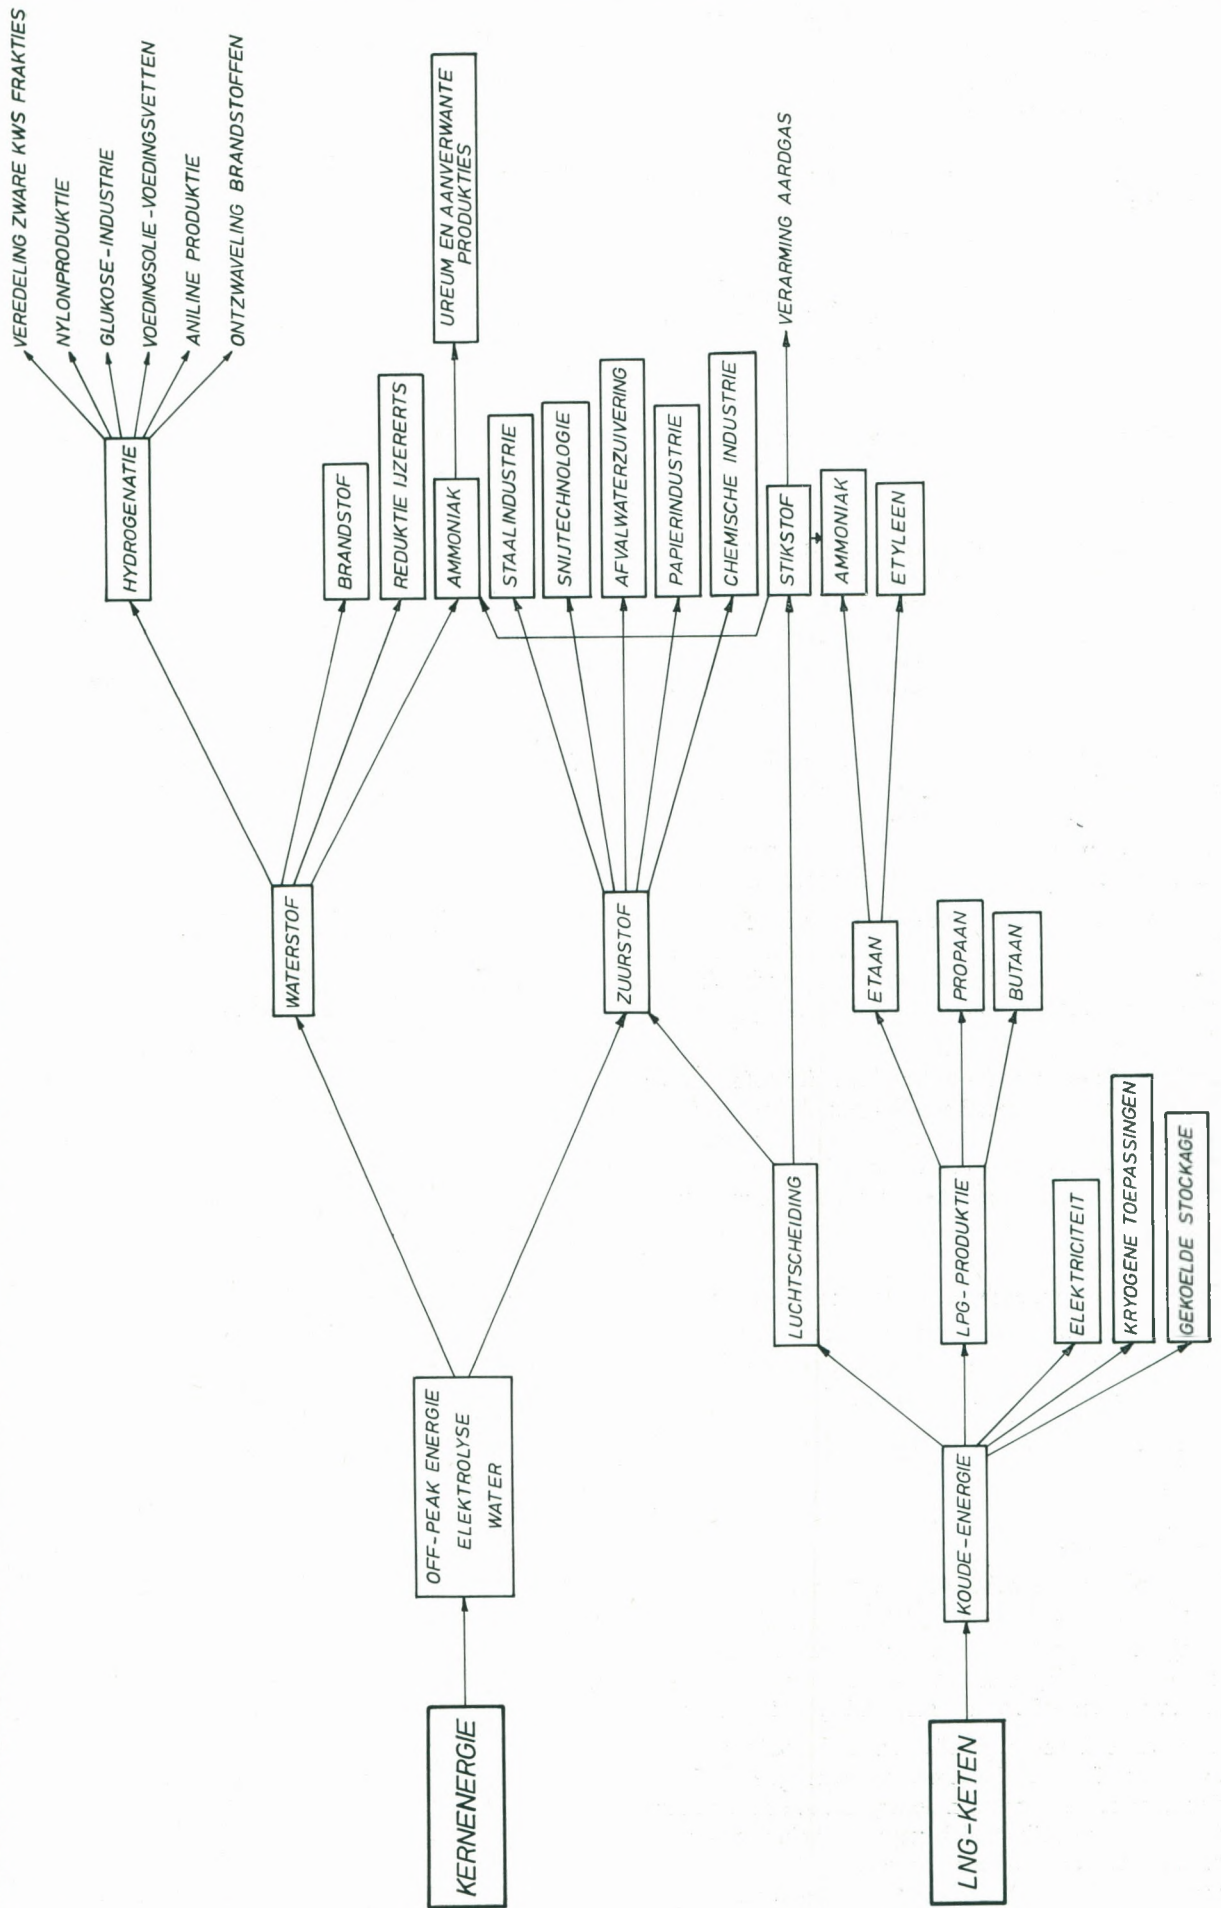 KERNENERGIE
OFF-PEAK ENERGIE
ELEKTROLYSE
WATER
WATERSTOF
HYDROGENATIE
VEREDELING ZWARE KWS FRAKTIES
NYLONPRODUKTIE
GLUKOSE-INDUSTRIE
VOEDINGSOLIE-VOEDINGSVETTEN
ANILINE PRODUKTIE
ONTZWAVELING BRANDSTOFFEN
BRANDSTOF
REDUKTIE IJZERERTS
AMMONIAK
UREUM EN AANVERWANTE
PRODUKTIES
ZUURSTOF
STAALINDUSTRIE
SNIJTECHNOLOGIE
AFVALWATERZUIVERING
PAPIERINDUSTRIE
CHEMISCHE INDUSTRIE
LNG-KETEN
KOUDE-ENERGIE
LUCHTSCHEIDING
STIKSTOF
VERARMING AARDGAS
AMMONIAK
LPG-PRODUKTIE
ETAAN
ETYLEEN
PROPAAN
BUTAAN
ELEKTRICITEIT
KRYOGENE TOEPASSINGEN
GEKOELDE STOCKAGE